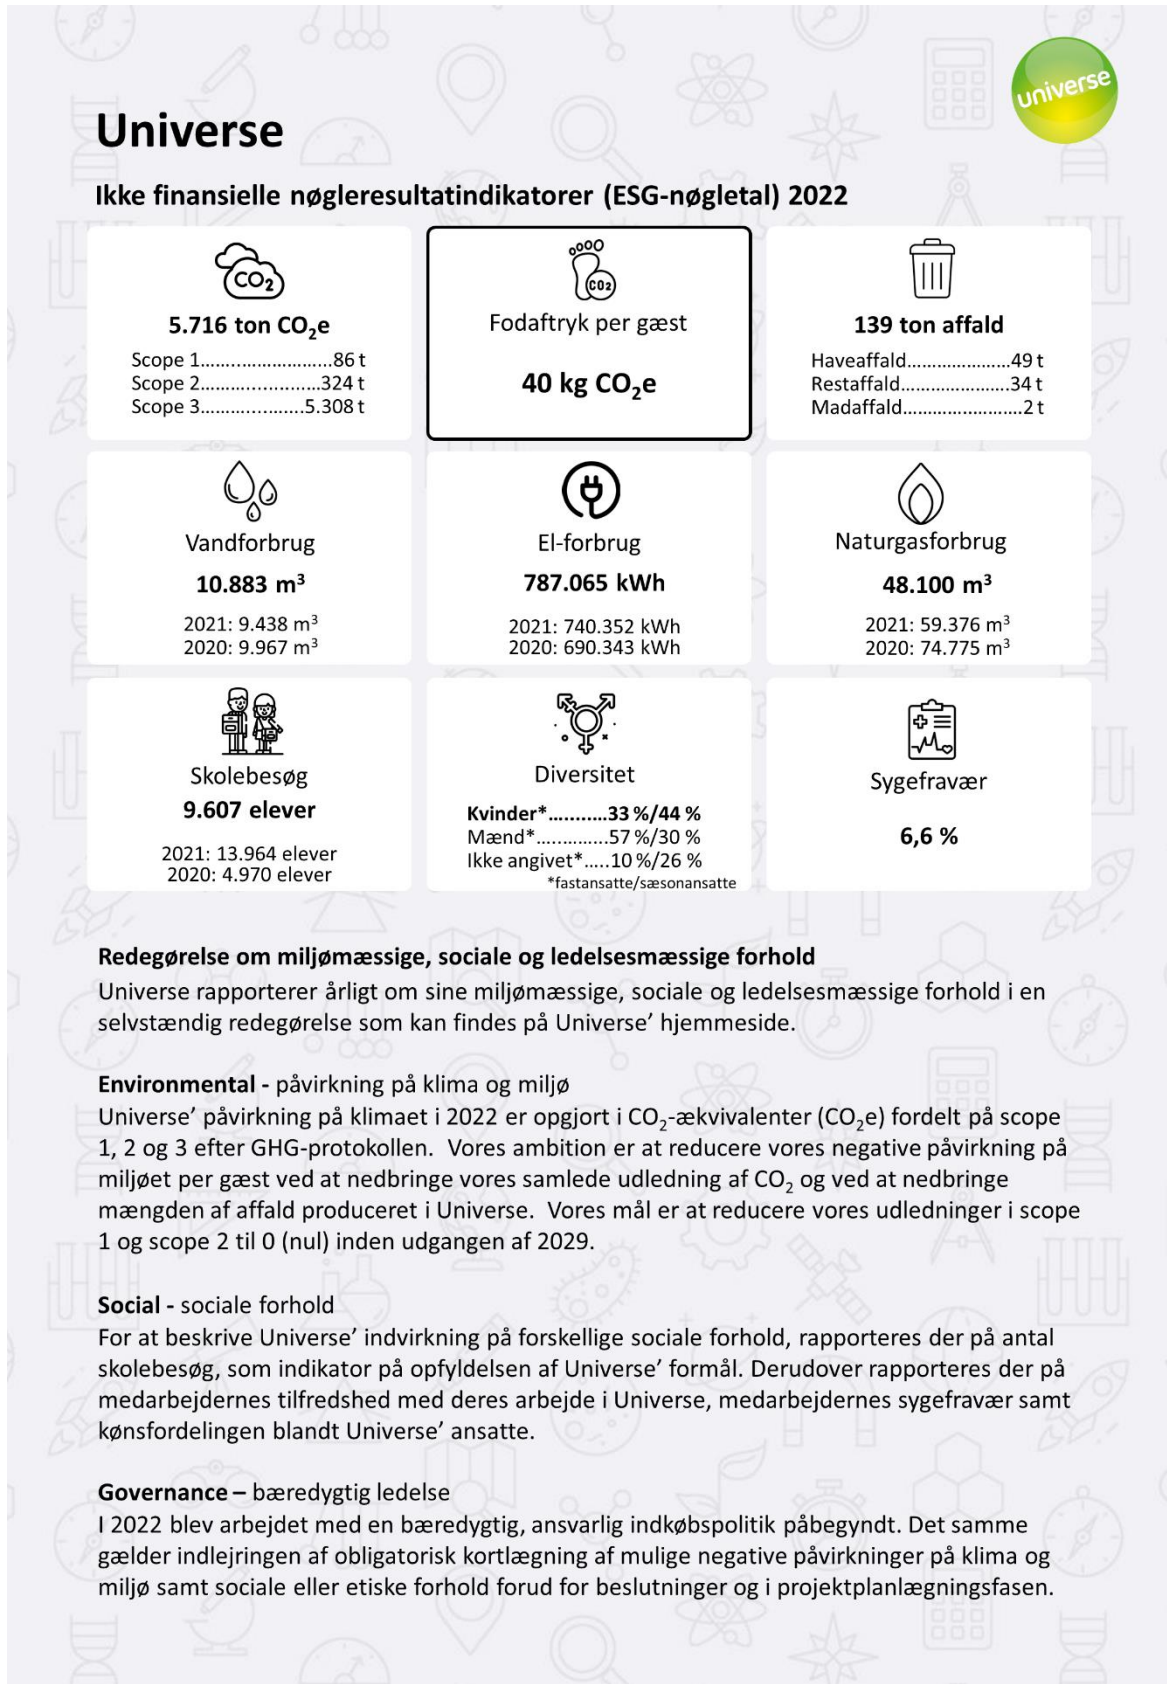 universe
Universe
Ikke finansielle nøgleresultatindikatorer (ESG-nøgletal) 2022
CO2
5.716 ton CO₂e
Scope 1........................86 t
Scope 2......................324 t
Scope 3....................5.308 t
CO2
Fodaftryk per gæst
40 kg CO₂e
139 ton affald
Haveaffald......................49 t
Restaffald.......................34 t
Madaffald.........................2 t
Vandforbrug
10.883 m³
2021: 9.438 m³
2020: 9.967 m³
El-forbrug
787.065 kWh
2021: 740.352 kWh
2020: 690.343 kWh
Naturgasforbrug
48.100 m³
2021: 59.376 m³
2020: 74.775 m³
Skolebesøg
9.607 elever
2021: 13.964 elever
2020: 4.970 elever
Diversitet
Kvinder*..........33 %/44 %
Mænd*.............57 %/30 %
Ikke angivet*.....10 %/26 %
*fastansatte/sæsonansatte
Sygefravær
6,6 %
Redegørelse om miljømæssige, sociale og ledelsesmæssige forhold
Universe rapporterer årligt om sine miljømæssige, sociale og ledelsesmæssige forhold i en
selvstændig redegørelse som kan findes på Universe’ hjemmeside.
Environmental - påvirkning på klima og miljø
Universe’ påvirkning på klimaet i 2022 er opgjort i CO₂-ækvivalenter (CO₂e) fordelt på scope
1, 2 og 3 efter GHG-protokollen. Vores ambition er at reducere vores negative påvirkning på
miljøet per gæst ved at nedbringe vores samlede udledning af CO₂ og ved at nedbringe
mængden af affald produceret i Universe. Vores mål er at reducere vores udledninger i scope
1 og scope 2 til 0 (nul) inden udgangen af 2029.
Social - sociale forhold
For at beskrive Universe’ indvirkning på forskellige sociale forhold, rapporteres der på antal
skolebesøg, som indikator på opfyldelsen af Universe’ formål. Derudover rapporteres der på
medarbejdernes tilfredshed med deres arbejde i Universe, medarbejdernes sygefravær samt
kønsfordelingen blandt Universe’ ansatte.
Governance – bæredygtig ledelse
I 2022 blev arbejdet med en bæredygtig, ansvarlig indkøbspolitik påbegyndt. Det samme
gælder indlejringen af obligatorisk kortlægning af mulige negative påvirkninger på klima og
miljø samt sociale eller etiske forhold forud for beslutninger og i projektplanlægningsfasen.